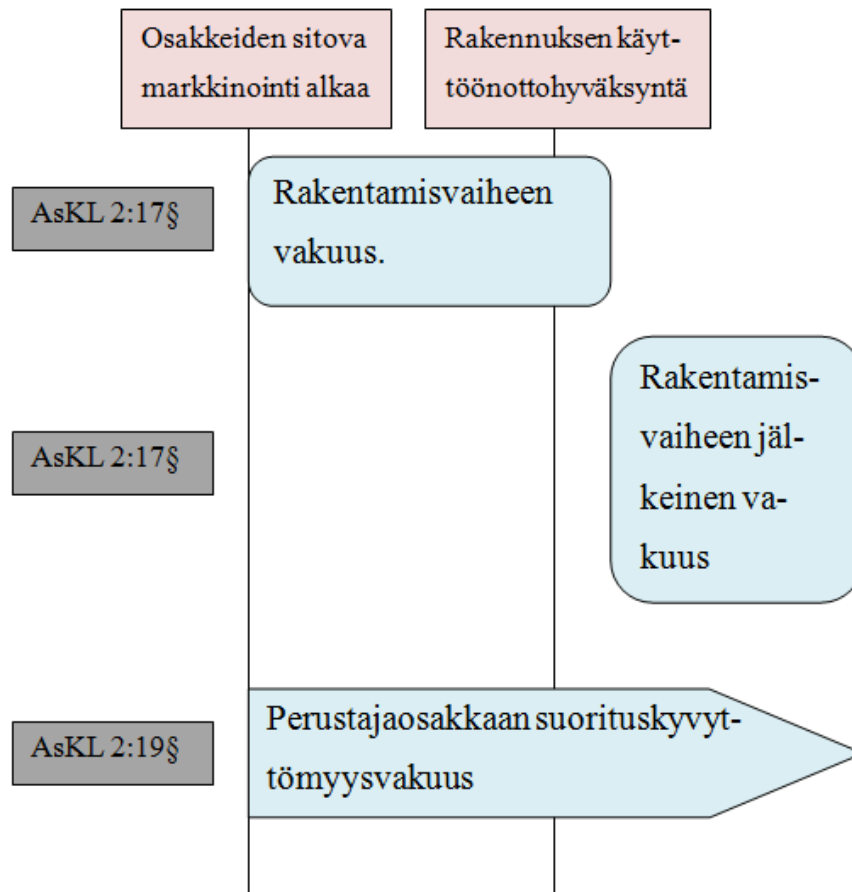 Osakkeiden sitova
markkinointi alkaa
Rakennuksen käyt-
töönottohyväksyntä
AsKL 2:17§
Rakentamisvaiheen
vakuus.
AsKL 2:17§
Rakentamis-
vaiheen jäl-
keinen va-
kuus
AsKL 2:19§
Perustajaosakkaan suorituskyvyt-
tömyysvakuus